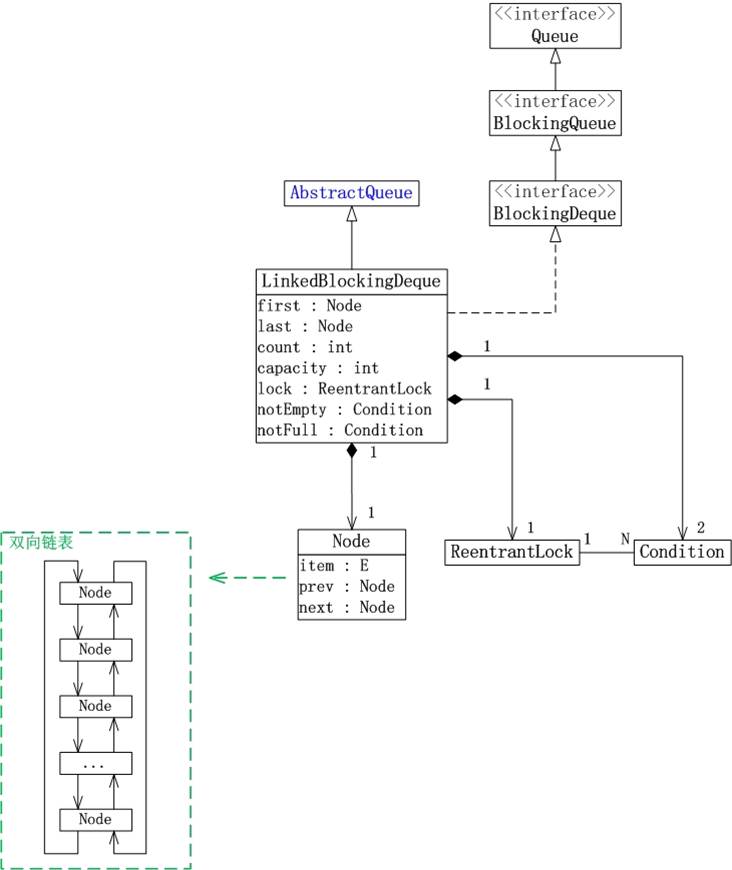 <<interface>>
Queue
<<interface>>
BlockingQueue
<<interface>>
BlockingDeque
AbstractQueue
LinkedBlockingDeque
first : Node
last : Node
count : int
capacity : int
lock : ReentrantLock
notEmpty : Condition
notFull : Condition
1
1
1
1
Node
item : E
prev : Node
next : Node
1
2
ReentrantLock
1
N
Condition
双向链表
Node
Node
Node
...
Node